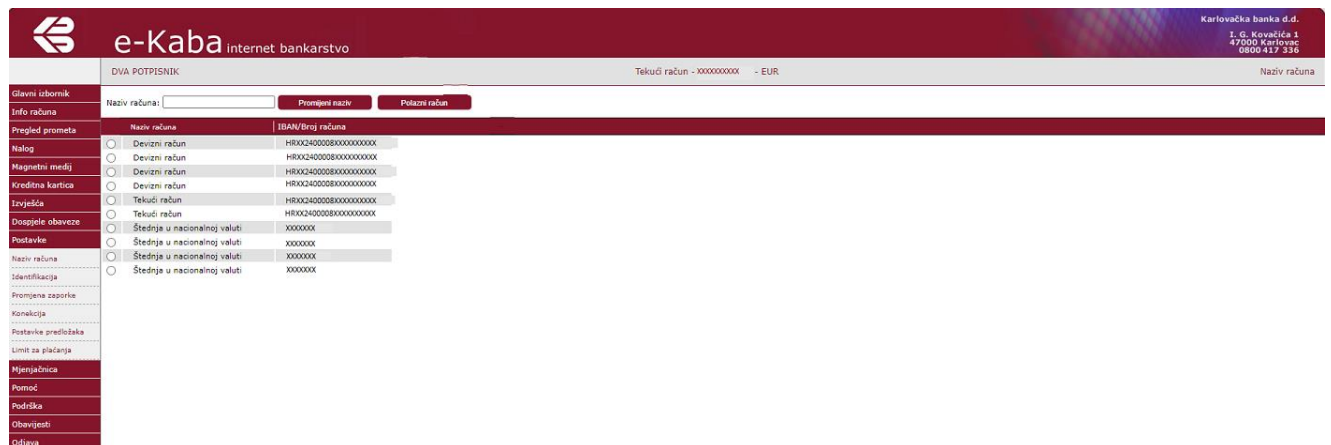 Karlovačka banka d.d.
e-Kaba internet bankarstvo
I. G. Kovačića 1
47000 Karlovac
0800 417 336
DVA POTPISNIK
Tekući račun - XXXXXXXXXX - EUR
Naziv računa
Glavni izbornik
Info računa
Pregled prometa
Nalog
Magnetni medij
Kreditna kartica
Izvješća
Dospjele obaveze
Postavke
Naziv računa
Identifikacija
Promjena zaporke
Konekcija
Postavke predložaka
Limit za plaćanja
Mjenjačnica
Pomoć
Podrška
Obavijesti
Odjava
Naziv računa: Promijeni naziv Polazni račun
Naziv računa IBAN/Broj računa
Devizni račun HRXX2400008XXXXXXXXXX
Devizni račun HRXX2400008XXXXXXXXXX
Devizni račun HRXX2400008XXXXXXXXXX
Devizni račun HRXX2400008XXXXXXXXXX
Tekući račun HRXX2400008XXXXXXXXXX
Tekući račun HRXX2400008XXXXXXXXXX
Štednja u nacionalnoj valuti XXXXXXX
Štednja u nacionalnoj valuti XXXXXXX
Štednja u nacionalnoj valuti XXXXXXX
Štednja u nacionalnoj valuti XXXXXXX